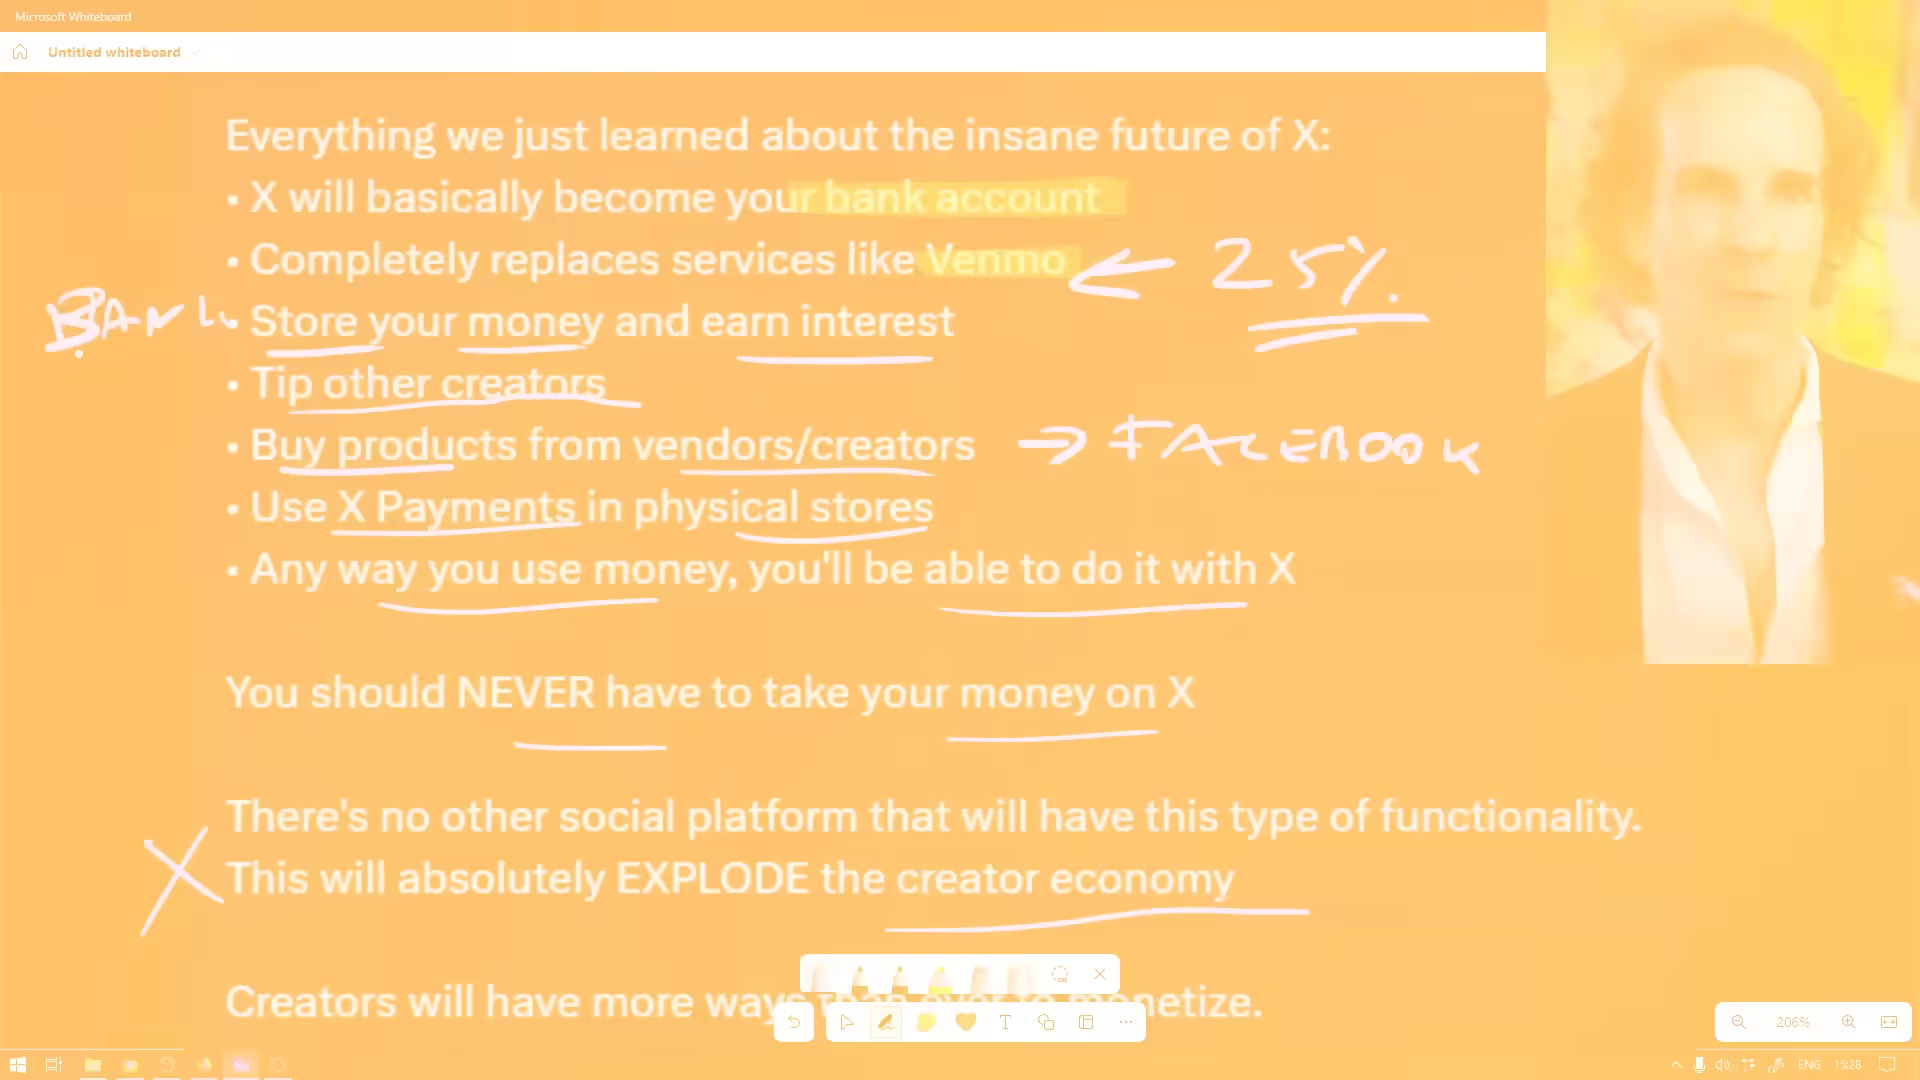 Microsoft Whiteboard
Untitled whiteboard
Everything we just learned about the insane future of X:
• X will basically become your bank account
• Completely replaces services like Venmo
25%.
BANK
• Store your money and earn interest
• Tip other creators
• Buy products from vendors/creators
FACEBOOK
• Use X Payments in physical stores
• Any way you use money, you'll be able to do it with X
You should NEVER have to take your money on X
There's no other social platform that will have this type of functionality.
X
This will absolutely EXPLODE the creator economy
Creators will have more ways than ever to monetize.
206%
ENG 15:28